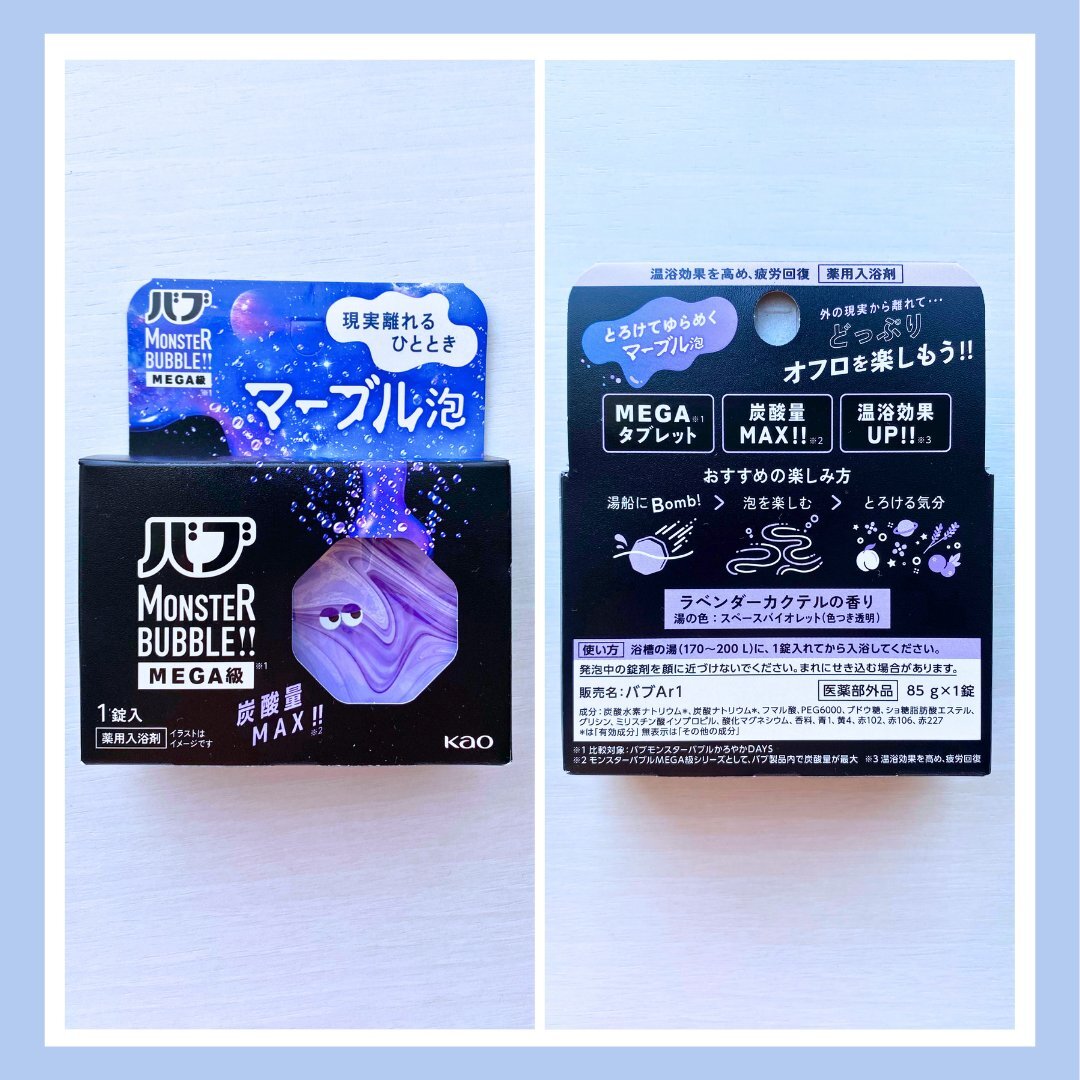 バブ
MONSTER
BUBBLE!!
MEGA級
※1
現実離れる
ひととき
マーブル泡
バブ
MONSTER
BUBBLE!!
MEGA級※1
炭酸量
MAX!!※2
1錠入
薬用入浴剤 イラストは
イメージです
Kao
温浴効果を高め、疲労回復 薬用入浴剤
とろけてゆらめく
マーブル泡
外の現実から離れて…
どっぷり
オフロを楽しもう!!
MEGA※1
タブレット
炭酸量
MAX!!※2
温浴効果
UP!!※3
おすすめの楽しみ方
湯船にBomb! > 泡を楽しむ > とろける気分
ラベンダーカクテルの香り
湯の色：スペースバイオレット(色つき透明)
使い方 浴槽の湯(170〜200 L)に、1錠入れてから入浴してください。
発泡中の錠剤を顔に近づけないでください。まれにせき込む場合があります。
販売名：バブAr1 医薬部外品 85 g×1錠
成分：炭酸水素ナトリウム*、炭酸ナトリウム*、フマル酸、PEG6000、ブドウ糖、ショ糖脂肪酸エステル、
グリシン、ミリスチン酸イソプロピル、酸化マグネシウム、香料、青1、黄4、赤102、赤106、赤227
*は「有効成分」 無表示は「その他の成分」
※1 比較対象：バブモンスターバブルかろやかDAYS
※2 モンスターバブルMEGA級シリーズとして、バブ製品内で炭酸量が最大 ※3 温浴効果を高め、疲労回復